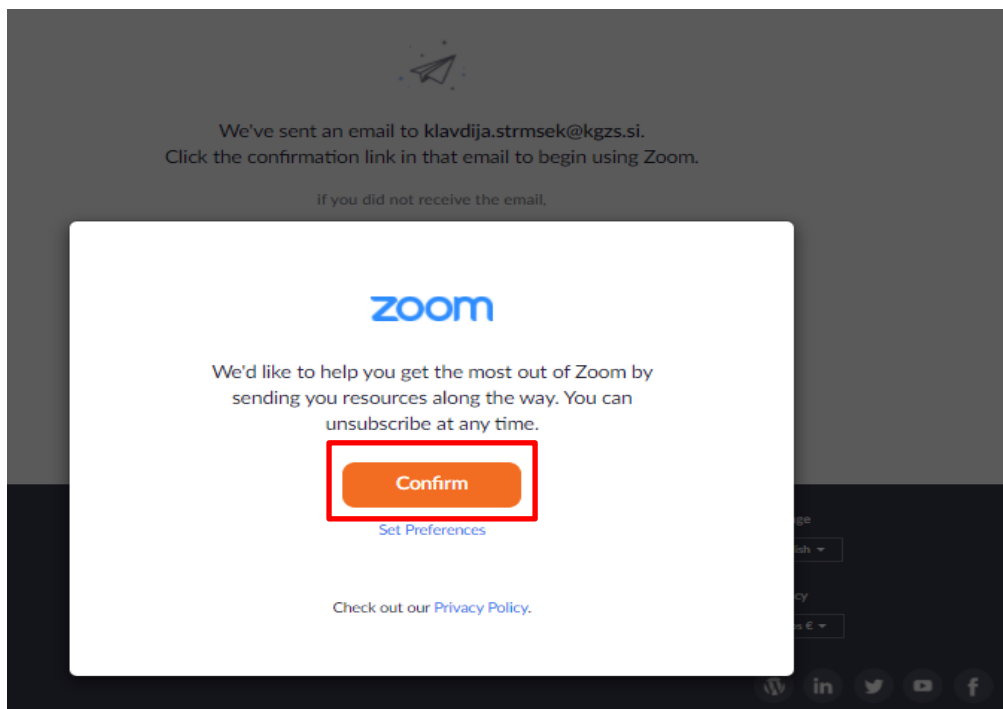 We've sent an email to klavdija.strmsek@kgzs.si.
Click the confirmation link in that email to begin using Zoom.
if you did not receive the email,
zoom
We'd like to help you get the most out of Zoom by
sending you resources along the way. You can
unsubscribe at any time.
Confirm
Set Preferences
Check out our Privacy Policy.